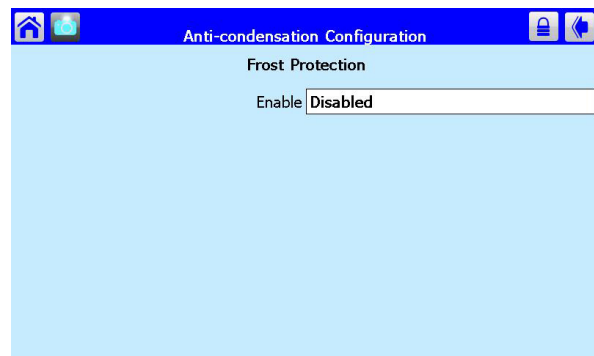 Anti-condensation Configuration
Frost Protection
Enable Disabled